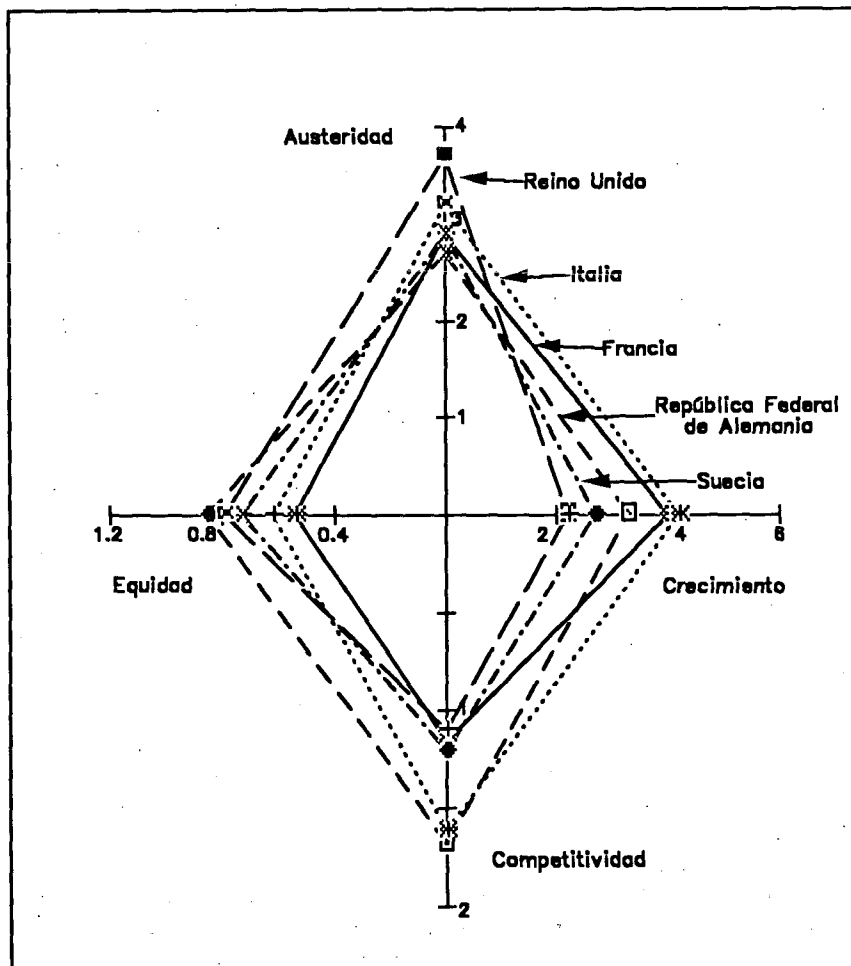 4
Austeridad
Reino Unido
3
Italia
2
Francia
1
República Federal
de Alemania
Suecia
1.2
0.8
0.4
2
4
6
Equidad
Crecimiento
1
Competitividad
2